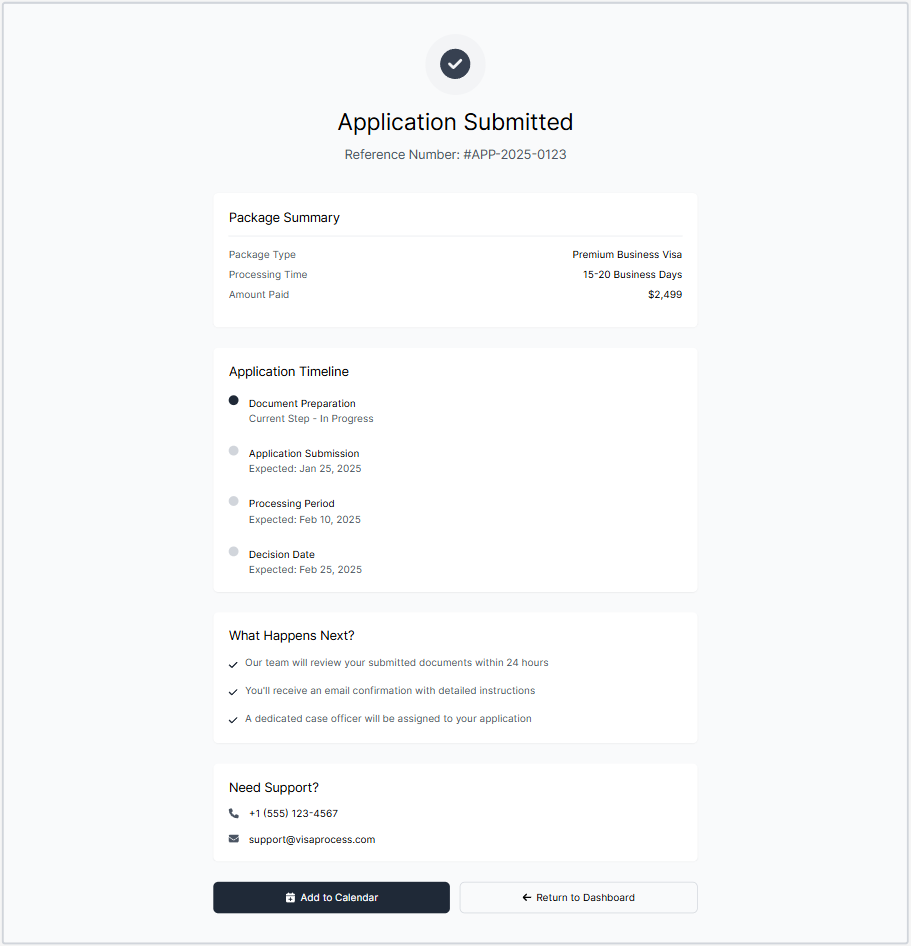 Application Submitted
Reference Number: #APP-2025-0123
Package Summary
Package Type Premium Business Visa
Processing Time 15-20 Business Days
Amount Paid $2,499
Application Timeline
Document Preparation
Current Step - In Progress
Application Submission
Expected: Jan 25, 2025
Processing Period
Expected: Feb 10, 2025
Decision Date
Expected: Feb 25, 2025
What Happens Next?
Our team will review your submitted documents within 24 hours
You'll receive an email confirmation with detailed instructions
A dedicated case officer will be assigned to your application
Need Support?
+1 (555) 123-4567
support@visaprocess.com
Add to Calendar Return to Dashboard